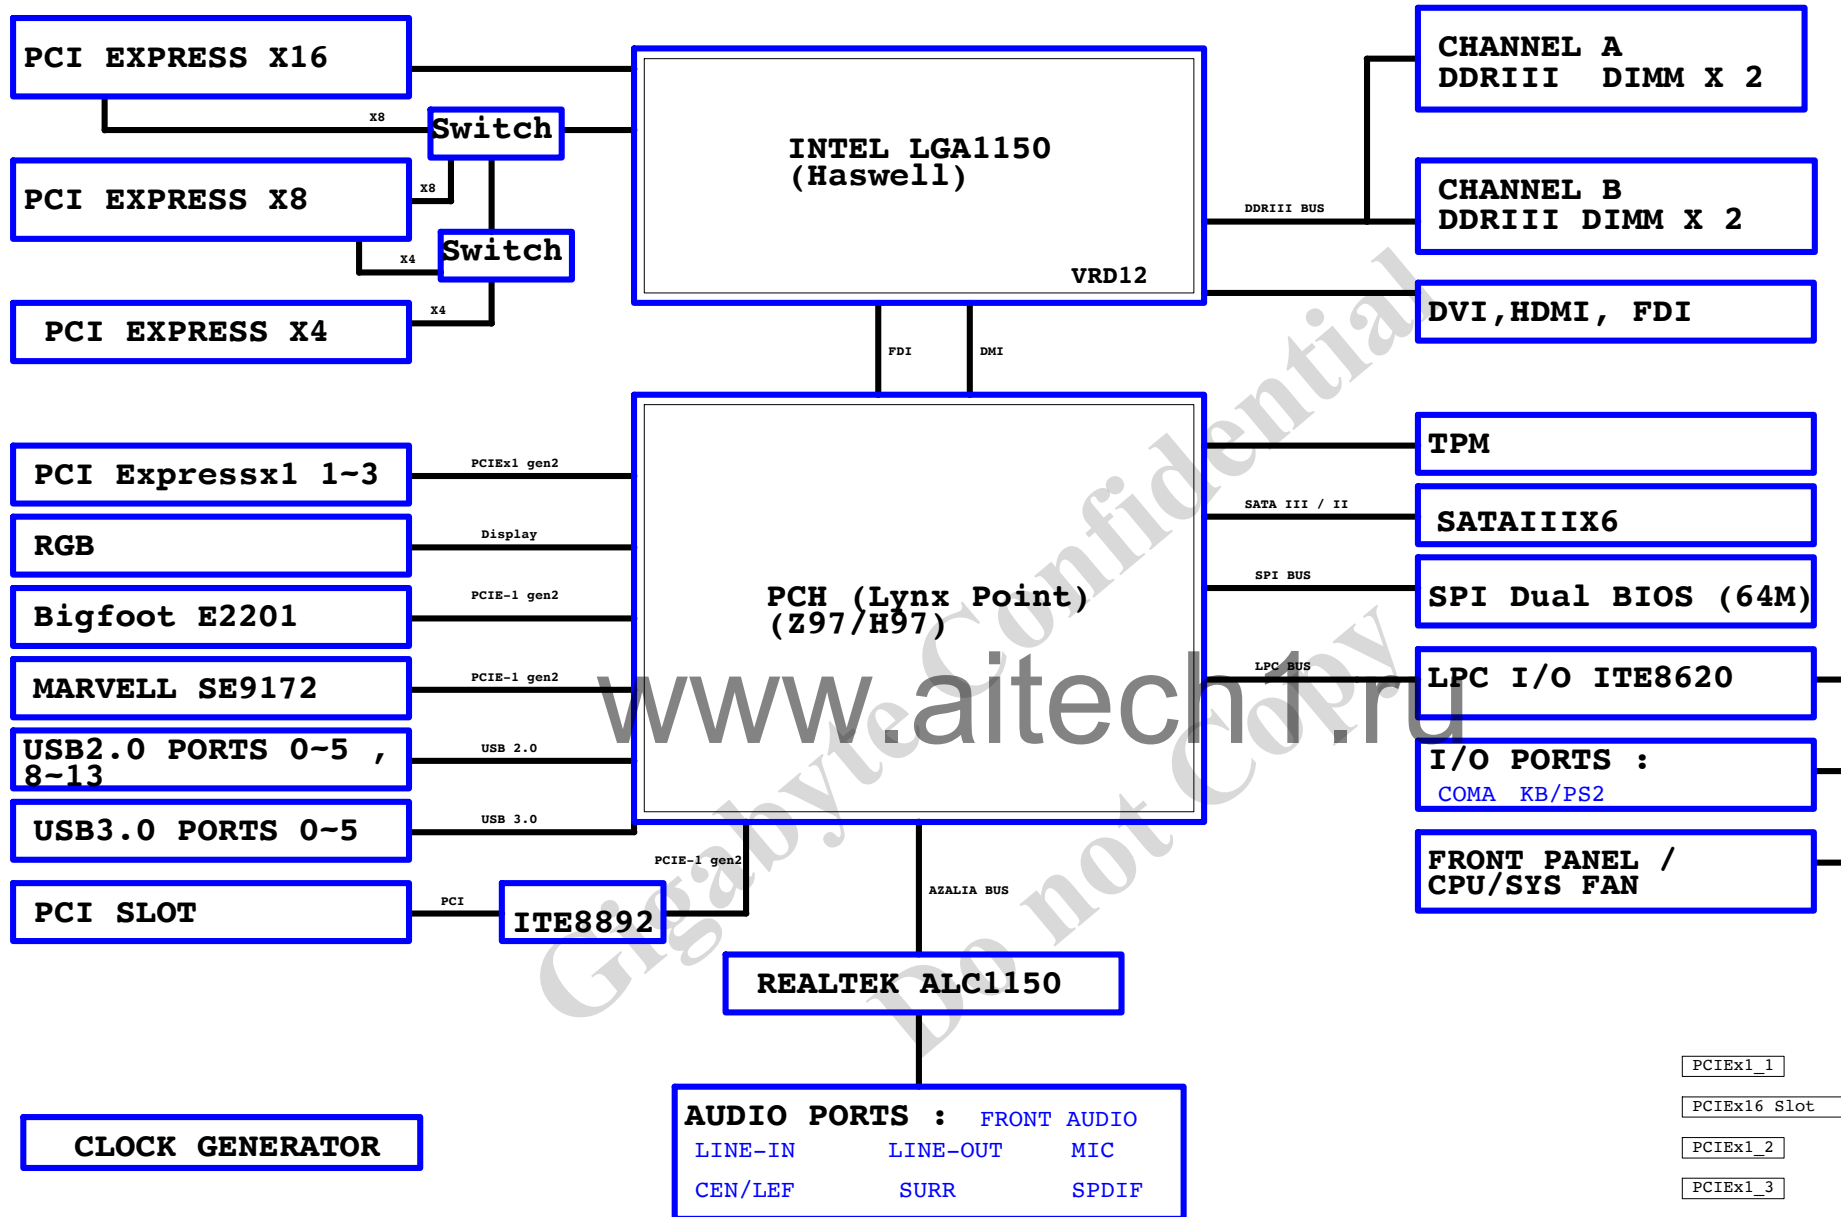 PCI EXPRESS X16
X8
Switch
PCI EXPRESS X8
X8
Switch
X4
PCI EXPRESS X4
X4
INTEL LGA1150
(Haswell)
VRD12
CHANNEL A
DDRIII DIMM X 2
DDRIII BUS
CHANNEL B
DDRIII DIMM X 2
DVI,HDMI, FDI
FDI
DMI
PCI Expressx1 1~3
PCIEx1 gen2
RGB
Display
Bigfoot E2201
PCIE-1 gen2
MARVELL SE9172
PCIE-1 gen2
USB2.0 PORTS 0~5 ,
8~13
USB 2.0
USB3.0 PORTS 0~5
USB 3.0
PCI SLOT
PCI
ITE8892
PCIE-1 gen2
PCH (Lynx Point)
(Z97/H97)
TPM
SATA III / II
SATAIIIX6
SPI BUS
SPI Dual BIOS (64M)
LPC BUS
LPC I/O ITE8620
I/O PORTS :
COMA KB/PS2
FRONT PANEL /
CPU/SYS FAN
AZALIA BUS
REALTEK ALC1150
AUDIO PORTS : FRONT AUDIO
LINE-IN LINE-OUT MIC
CEN/LEF SURR SPDIF
CLOCK GENERATOR
PCIEx1_1
PCIEx16 Slot
PCIEx1_2
PCIEx1_3
Gigabyte Confidential
Do not Copy
www.aitech1.ru